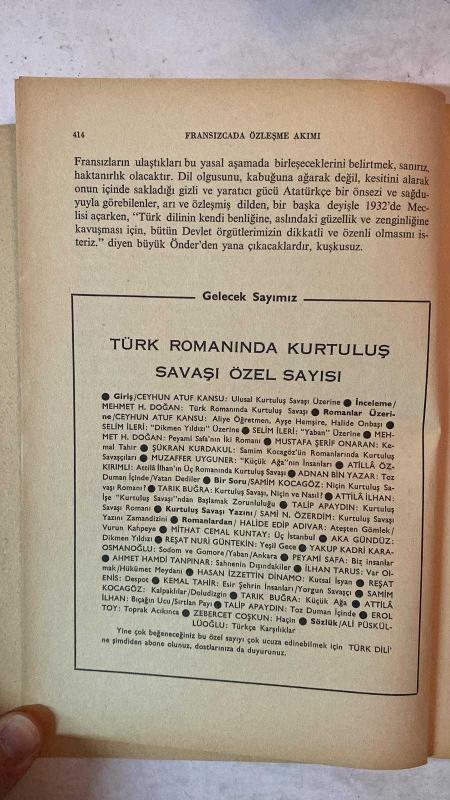 414 FRANSIZCADA ÖZLEŞME AKIMI
Fransızların ulaştıkları bu yasal aşamada birleşeceklerini belirtmek, sanırız,
haktanırlık olacaktır. Dil olgusunu, kabuğuna ağarak değil, kesitini alarak
onun içinde sakladığı gizli ve yaratıcı gücü Atatürkçe bir önsezi ve sağdu-
yuyla görebilenler, arı ve özleşmiş dilden, bir başka deyişle 1932'de Mec-
lisi açarken, “Türk dilinin kendi benliğine, aslındaki güzellik ve zenginliğine
kavuşması için, bütün Devlet örgütlerimizin dikkatli ve özenli olmasını is-
teriz.” diyen büyük Önder'den yana çıkacaklardır, kuşkusuz.
Gelecek Sayımız
TÜRK ROMANINDA KURTULUŞ
SAVAŞI ÖZEL SAYISI
● Giriş/CEYHUN ATUF KANSU: Ulusal Kurtuluş Savaşı Üzerine ● İnceleme/
MEHMET H. DOĞAN: Türk Romanında Kurtuluş Savaşı ● Romanlar Üzeri-
ne/CEYHUN ATUF KANSU: Aliye Öğretmen, Ayşe Hemşire, Halide Onbaşı ●
SELİM İLERİ: “Dikmen Yıldızı” Üzerine ● SELİM İLERİ: “Yaban” Üzerine ● MEH-
MET H. DOĞAN: Peyami Safa'nın İki Romanı ● MUSTAFA ŞERİF ONARAN: Ke-
mal Tahir ● ŞÜKRAN KURDAKUL: Samim Kocagöz'ün Romanlarında Kurtuluş
Savaşçıları ● MUZAFFER UYGUNER: “Küçük Ağa”nın İnsanları ● ATİLLÂ ÖZ-
KIRIMLI: Attilâ İlhan'ın Üç Romanında Kurtuluş Savaşı ● ADNAN BİN YAZAR: Toz
Duman İçinde/Vatan Dediler ● Bir Soru/SAMİM KOCAGÖZ: Niçin Kurtuluş Sa-
vaşı Romanı? ● TARIK BUĞRA: Kurtuluş Savaşı, Niçin ve Nasıl? ● ATTİLÂ İLHAN:
İşe “Kurtuluş Savaşı”ndan Başlamak Zorunluluğu ● TALİP APAYDIN: Kurtuluş
Savaşı Romanı ● Kurtuluş Savaşı Yazını/ SAMİ N. ÖZERDİM: Kurtuluş Savaşı
Yazını Zamandizini ● Romanlardan/ HALİDE EDİP ADIVAR: Ateşten Gömlek/
Vurun Kahpeye ● MİTHAT CEMAL KUNTAY: Üç İstanbul ● AKA GÜNDÜZ:
Dikmen Yıldızı ● REŞAT NURİ GÜNTEKİN: Yeşil Gece ● YAKUP KADRİ KARA-
OSMANOĞLU: Sodom ve Gomore/Yaban/Ankara ● PEYAMİ SAFA: Biz insanlar
● AHMET HAMDİ TANPINAR: Sahnenin Dışındakiler ● İLHAN TARUS: Var Ol-
mak/Hükümet Meydanı ● HASAN İZZETTİN DİNAMO: Kutsal İsyan ● REŞAT
ENİS: Despot ● KEMAL TAHİR: Esir Şehrin İnsanları/Yorgun Savaşçı ● SAMİM
KOCAGÖZ: Kalpaklılar/Doludizgin ● TARIK BUĞRA: Küçük Ağa ● ATTİLÂ
İLHAN: Bıçağın Ucu/Sırtlan Payı ● TALİP APAYDIN: Toz Duman İçinde ● EROL
TOY: Toprak Acıkınca ● ZEBERCET COŞKUN: Haçin ● Sözlük/ALİ PÜSKÜL-
LÜOĞLU: Türkçe Karşılıklar
Yine çok beğeneceğiniz bu özel sayıyı çok ucuza edinebilmek için TÜRK DİLİ'
ne şimdiden abone olunuz, dostlarınıza da duyurunuz.